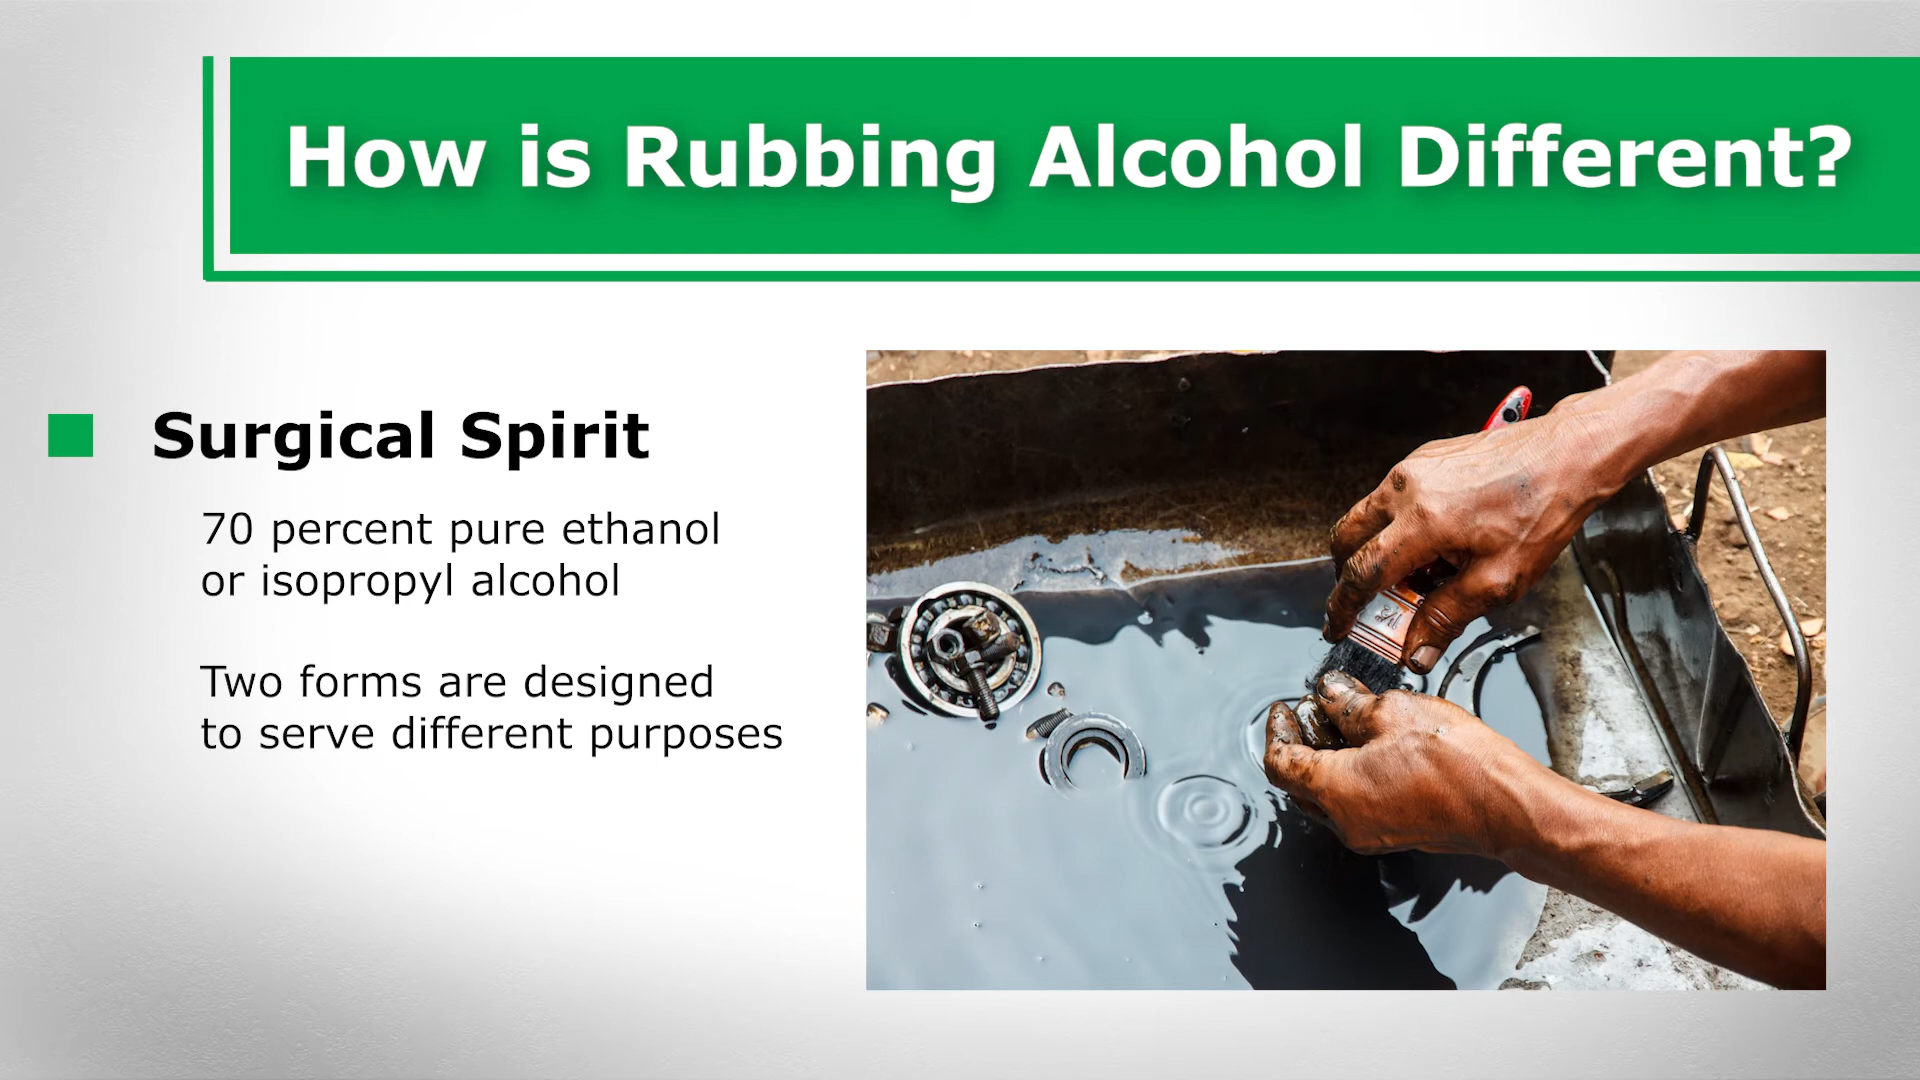 How is Rubbing Alcohol Different?
Surgical Spirit
70 percent pure ethanol
or isopropyl alcohol
Two forms are designed
to serve different purposes